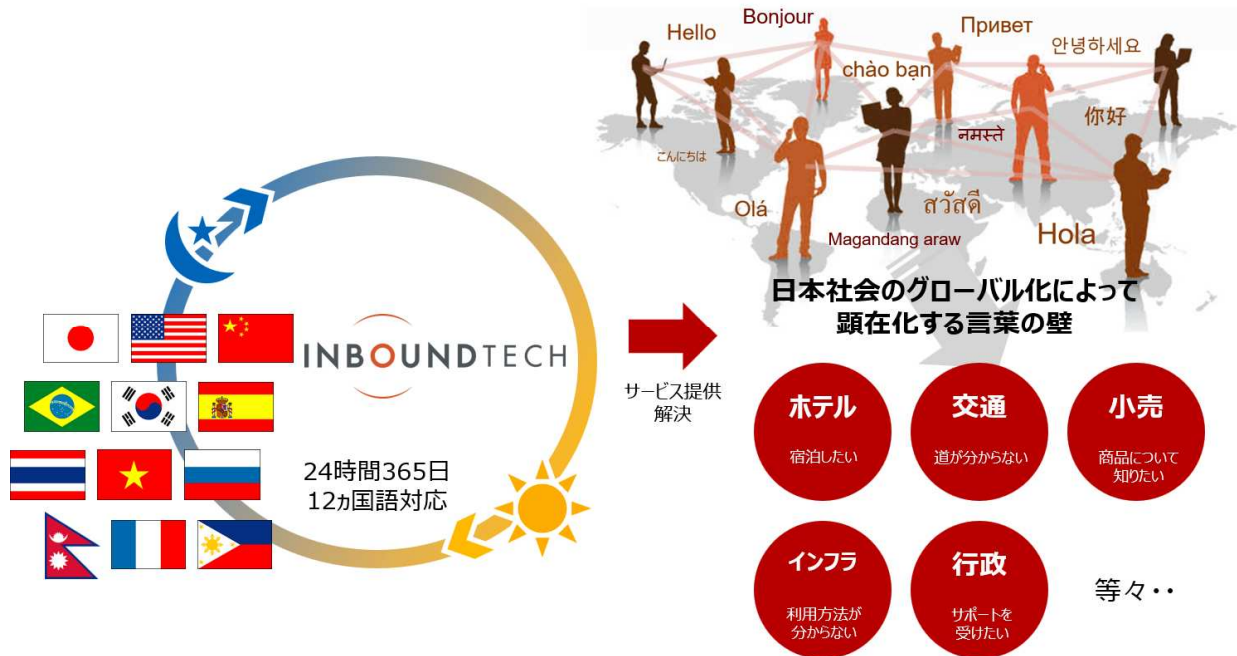 INBOUNDTECH
24時間365日
12ヵ国語対応
サービス提供
解決
Hello
Bonjour
Привет
안녕하세요
chào bạn
こんにちは
नमस्ते
你好
Olá
สวัสดี
Magandang araw
Hola
日本社会のグローバル化によって
顕在化する言葉の壁
ホテル
宿泊したい
交通
道が分からない
小売
商品について
知りたい
インフラ
利用方法が
分からない
行政
サポートを
受けたい
等々・・